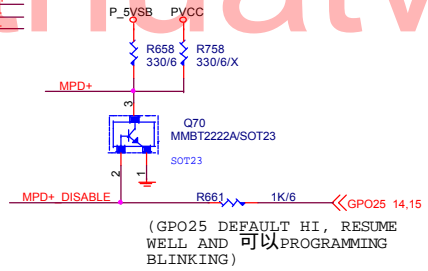 P_5VSB PVCC
R658 R758
330/6 330/6/X
MPD+
3
Q70
MMBT2222A/SOT23
SOT23
2 1
MPD+_DISABLE R661 1K/6 GPO25 14,15
(GPO25 DEFAULT HI, RESUME
WELL AND 可以PROGRAMMING
BLINKING)